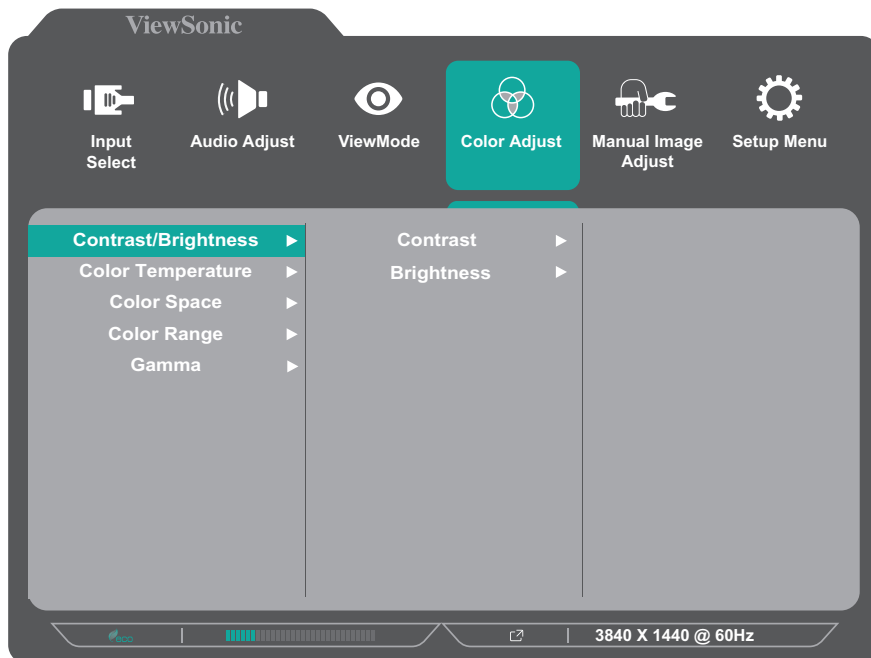 ViewSonic
Input
Select
Audio Adjust
ViewMode
Color Adjust
Manual Image
Adjust
Setup Menu
Contrast/Brightness
Color Temperature
Color Space
Color Range
Gamma
Contrast
Brightness
eco
3840 X 1440 @ 60Hz